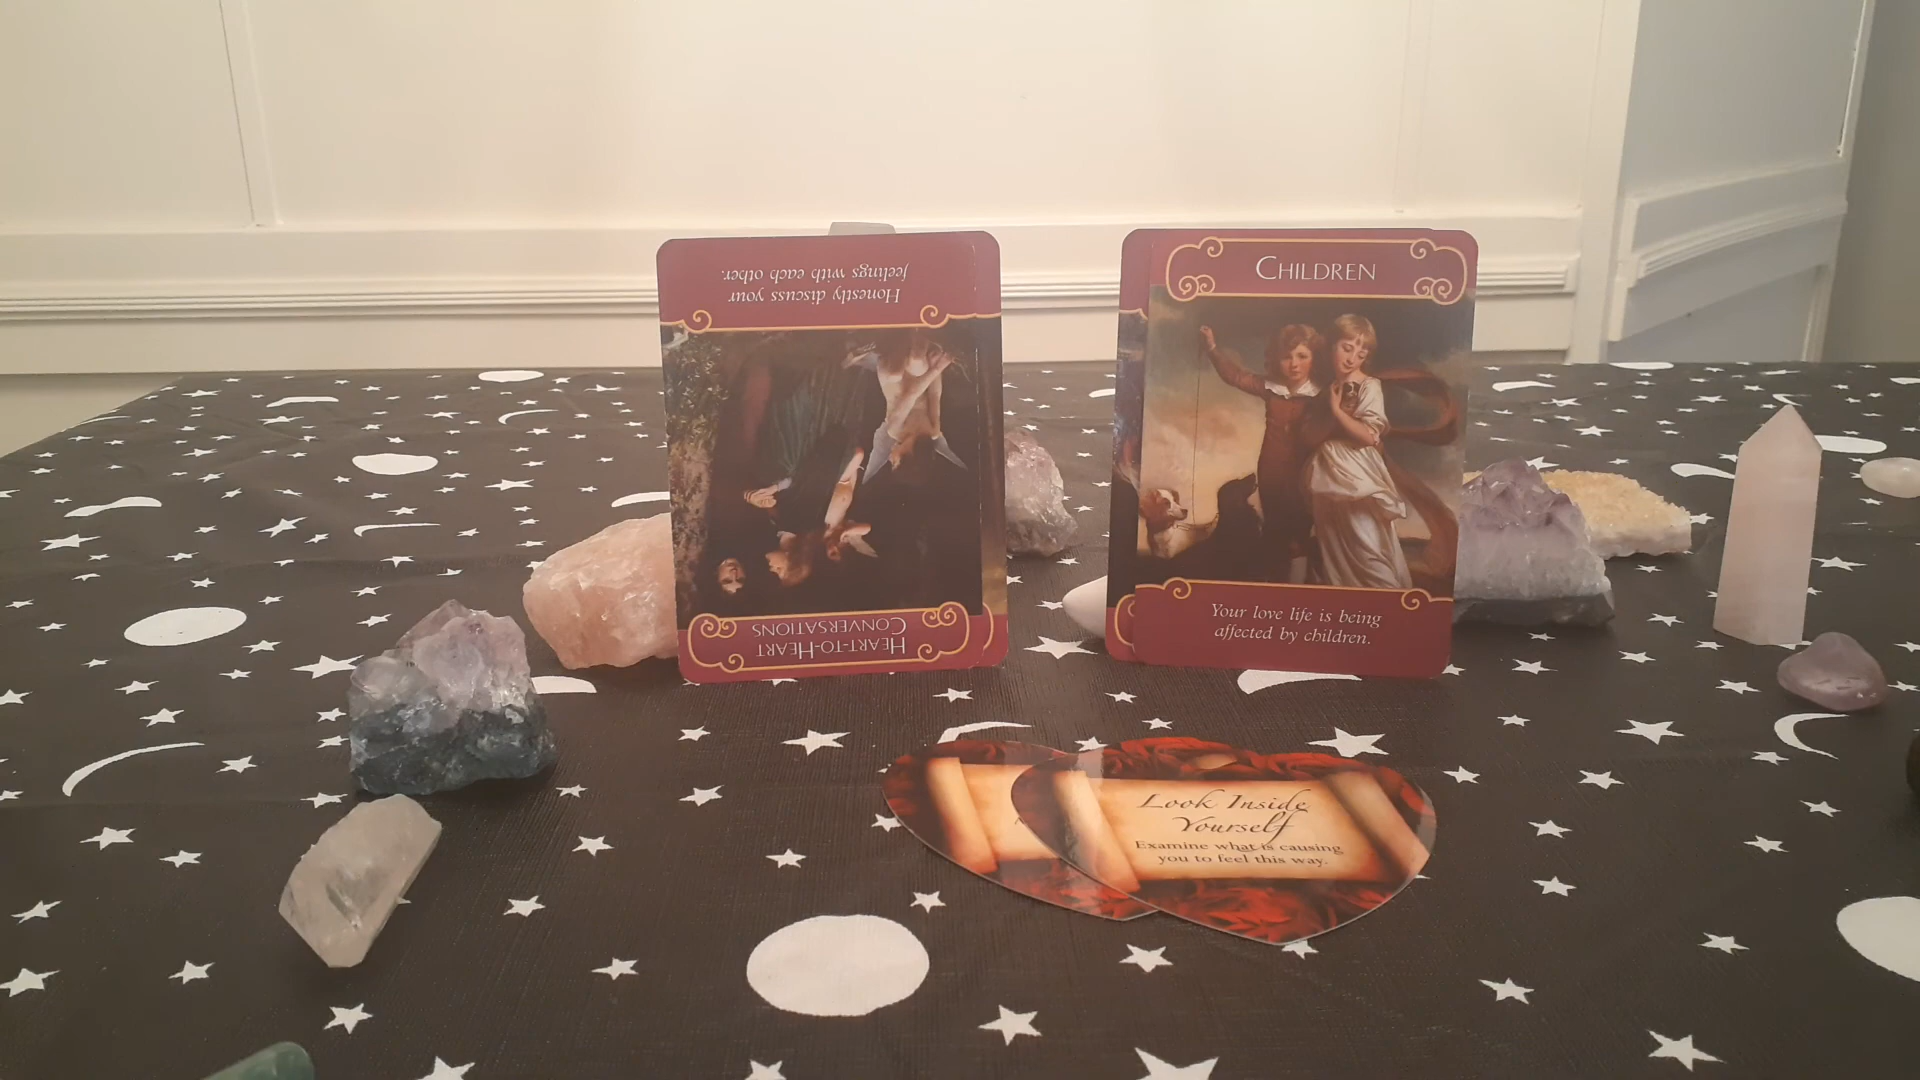 HEART-TO-HEART
CONVERSATIONS
Honestly discuss your
feelings with each other.
CHILDREN
Your love life is being
affected by children.
Look Inside
Yourself
Examine what is causing
you to feel this way.